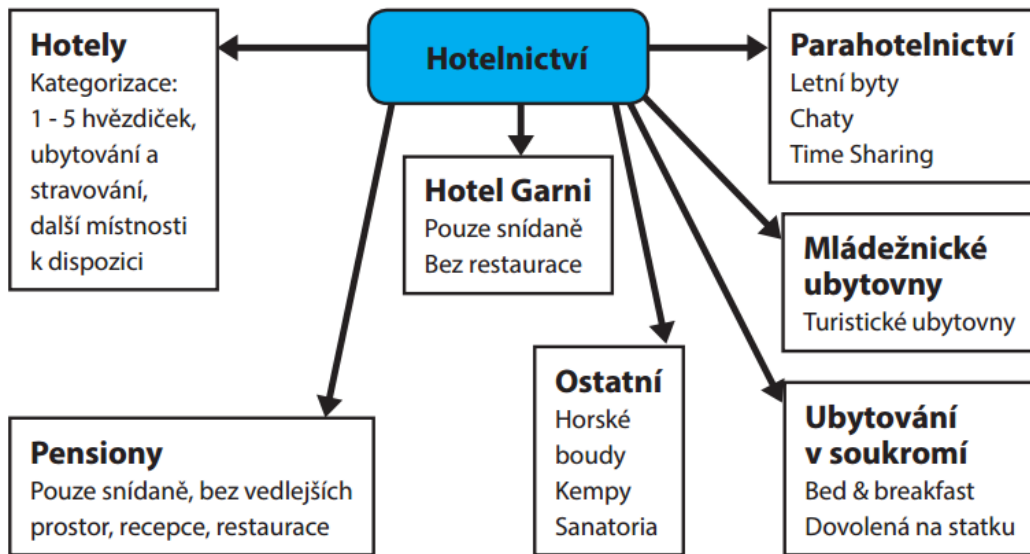 Hotelnictví
Hotely
Kategorizace:
1 - 5 hvězdiček,
ubytování a
stravování,
další místnosti
k dispozici
Hotel Garni
Pouze snídaně
Bez restaurace
Parahotelnictví
Letní byty
Chaty
Time Sharing
Mládežnické
ubytovny
Turistické ubytovny
Pensiony
Pouze snídaně, bez vedlejších
prostor, recepce, restaurace
Ostatní
Horské
boudy
Kempy
Sanatoria
Ubytování
v soukromí
Bed & breakfast
Dovolená na statku